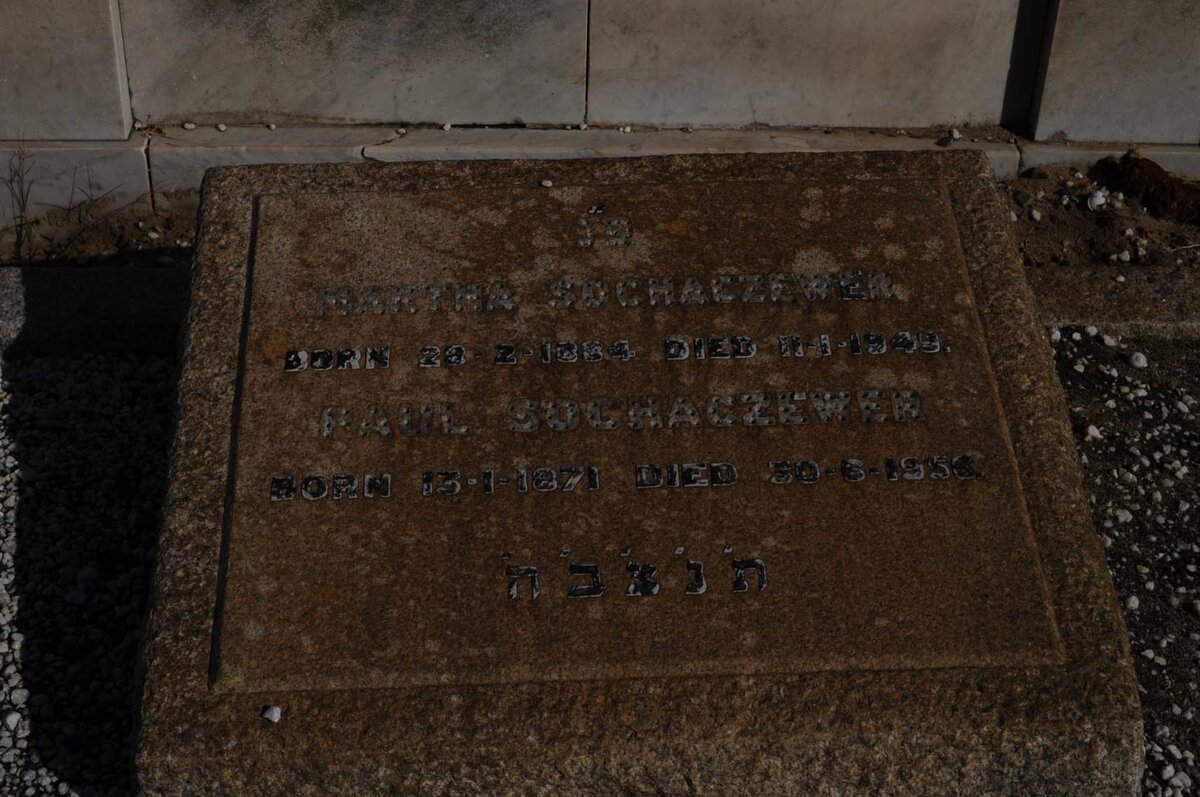 פ״נ
MARTHA SOCHACZEWER
BORN 28-2-1884 DIED 11-1-1949.
PAUL SOCHACZEWER
BORN 13-1-1871 DIED 30-6-1956.
ת׳ נ׳ צ׳ ב׳ ה׳